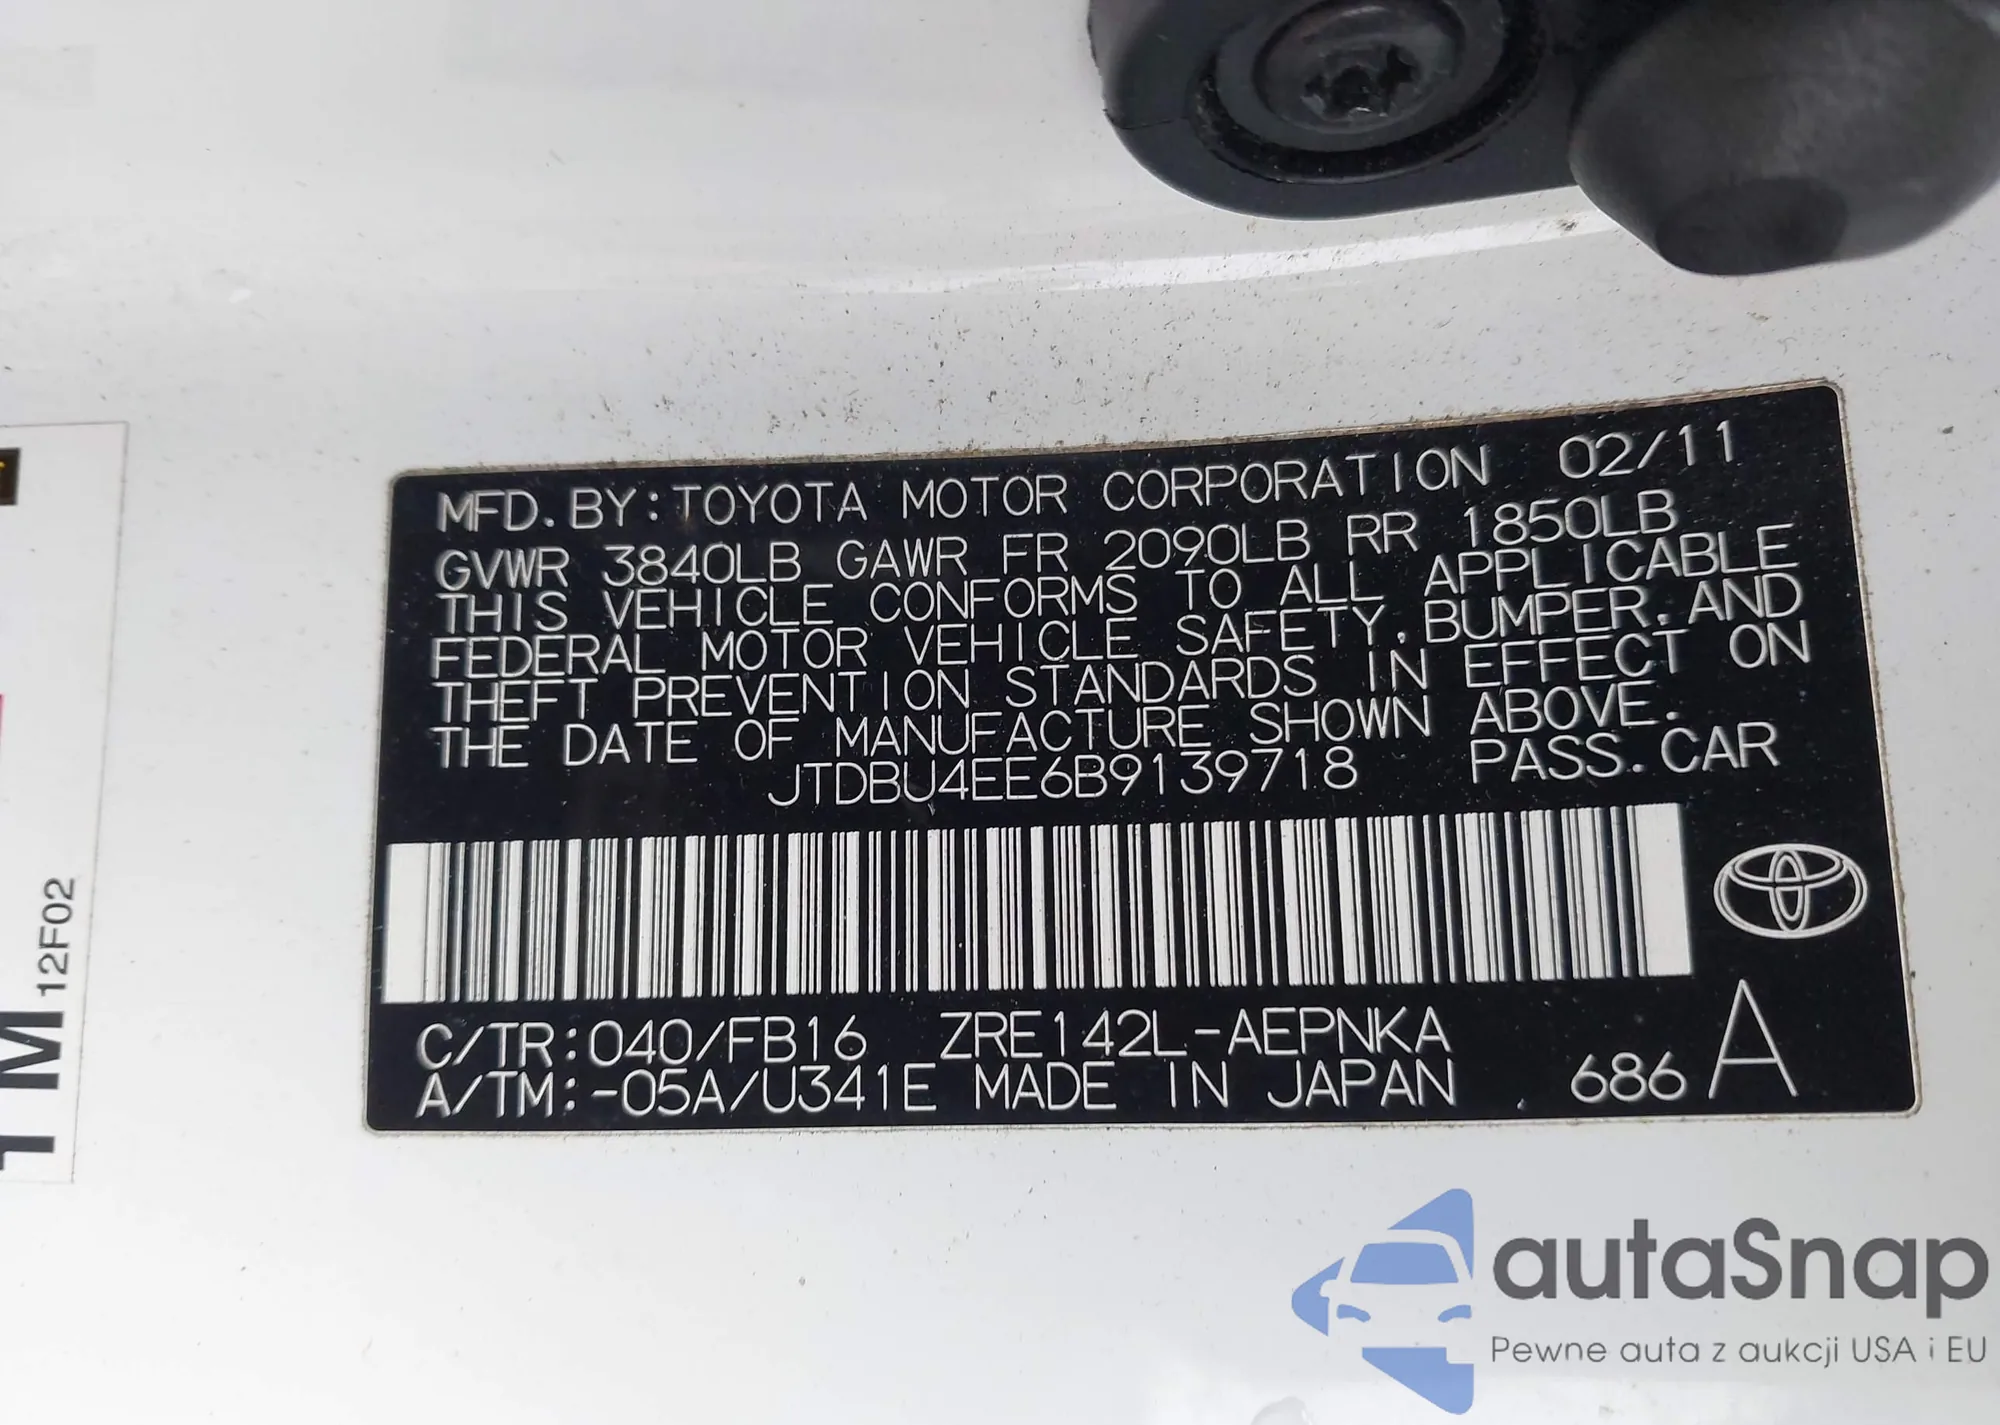 MFD. BY: TOYOTA MOTOR CORPORATION 02/11
GVWR 3840LB GAWR FR 2090LB RR 1850LB
THIS VEHICLE CONFORMS TO ALL APPLICABLE
FEDERAL MOTOR VEHICLE SAFETY, BUMPER, AND
THEFT PREVENTION STANDARDS IN EFFECT ON
THE DATE OF MANUFACTURE SHOWN ABOVE.
JTDBU4EE6B9139718 PASS. CAR
C/TR: 040/FB16 ZRE142L-AEPNKA
A/TM: -05A/U341E MADE IN JAPAN 686 A
12F02
autaSnap
Pewne auta z aukcji USA i EU